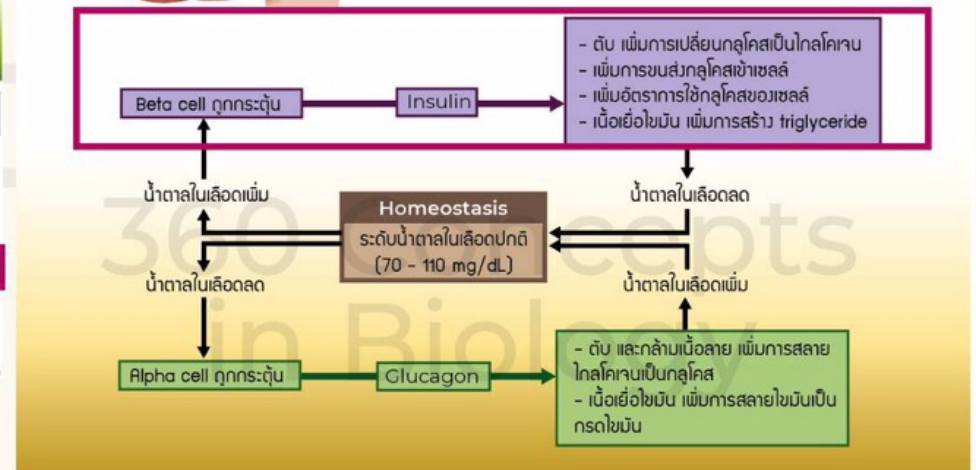 - ตับ เพิ่มการเปลี่ยนกลูโคสเป็นไกลโคเจน
- เพิ่มการขนส่งกลูโคสเข้าเซลล์
- เพิ่มอัตราการใช้กลูโคสของเซลล์
- เนื้อเยื่อไขมัน เพิ่มการสร้าง triglyceride
Beta cell ถูกกระตุ้น
Insulin
น้ำตาลในเลือดเพิ่ม
น้ำตาลในเลือดลด
Homeostasis
ระดับน้ำตาลในเลือดปกติ
(70 - 110 mg/dL)
360 Concepts
in Biology
น้ำตาลในเลือดลด
น้ำตาลในเลือดเพิ่ม
Alpha cell ถูกกระตุ้น
Glucagon
- ตับ และกล้ามเนื้อลาย เพิ่มการสลาย
ไกลโคเจนเป็นกลูโคส
- เนื้อเยื่อไขมัน เพิ่มการสลายไขมันเป็น
กรดไขมัน